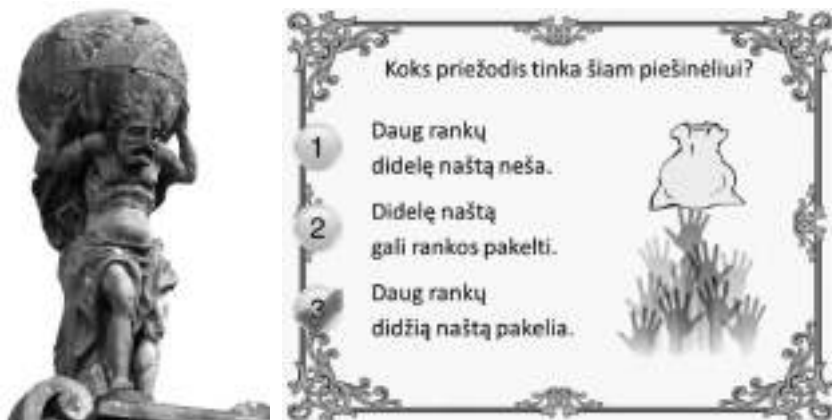 Koks priežodis tinka šiam piešinėliui?
1
Daug rankų
didelę naštą neša.
2
Didelę naštą
gali rankos pakelti.
3
Daug rankų
didžią naštą pakelia.